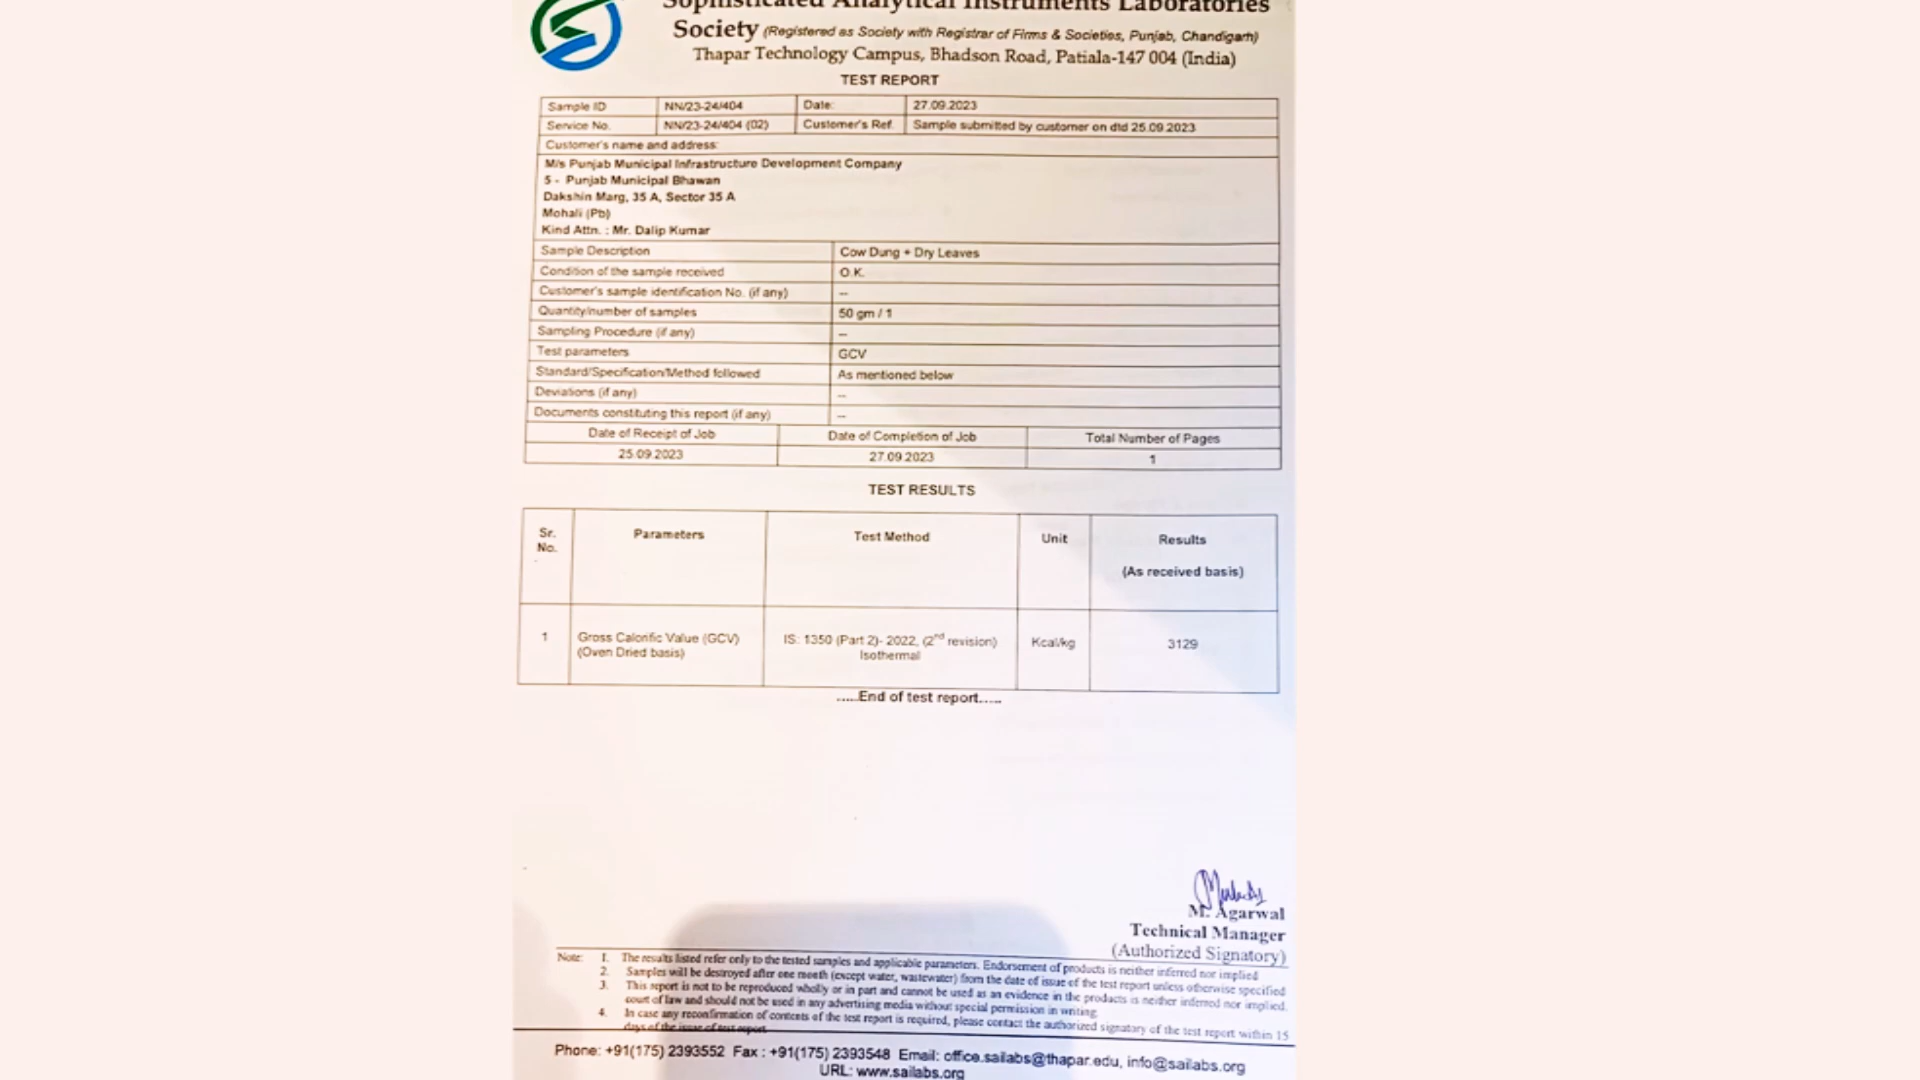 Sophisticated Analytical Instruments Laboratories
Society (Registered as Society with Registrar of Firms & Societies, Punjab, Chandigarh)
Thapar Technology Campus, Bhadson Road, Patiala-147 004 (India)
TEST REPORT
Sample ID NN/23-24/404 Date: 27.09.2023
Service No. NN/23-24/404 (02) Customer's Ref. Sample submitted by customer on dtd 25.09.2023
Customer's name and address:
M/s Punjab Municipal Infrastructure Development Company
5 - Punjab Municipal Bhawan
Dakshin Marg, 35 A, Sector 35 A
Mohali (Pb)
Kind Attn. : Mr. Dalip Kumar
Sample Description Cow Dung + Dry Leaves
Condition of the sample received O.K.
Customer's sample identification No. (if any) --
Quantity/number of samples 50 gm / 1
Sampling Procedure (if any) --
Test parameters GCV
Standard/Specification/Method followed As mentioned below
Deviations (if any) --
Documents constituting this report (if any) --
Date of Receipt of Job Date of Completion of Job Total Number of Pages
25.09.2023 27.09.2023 1
TEST RESULTS
Sr. No. Parameters Test Method Unit Results (As received basis)
1 Gross Calorific Value (GCV) (Oven Dried basis) IS: 1350 (Part 2)- 2022, (2nd revision) Isothermal Kcal/kg 3129
.....End of test report.....
M. Agarwal
Technical Manager
(Authorized Signatory)
Note: 1. The results listed refer only to the tested samples and applicable parameters. Endorsement of products is neither inferred nor implied
2. Samples will be destroyed after one month (except water, wastewater) from the date of issue of the test report unless otherwise specified
3. This report is not to be reproduced wholly or in part and cannot be used as an evidence in the products is neither inferred nor implied.
court of law and should not be used in any advertising media without special permission in writing.
4. In case any reconfirmation of contents of the test report is required, please contact the authorized signatory of the test report within 15
days of the issue of test report
Phone: +91(175) 2393552 Fax : +91(175) 2393548 Email: office.sailabs@thapar.edu, info@sailabs.org
URL: www.sailabs.org